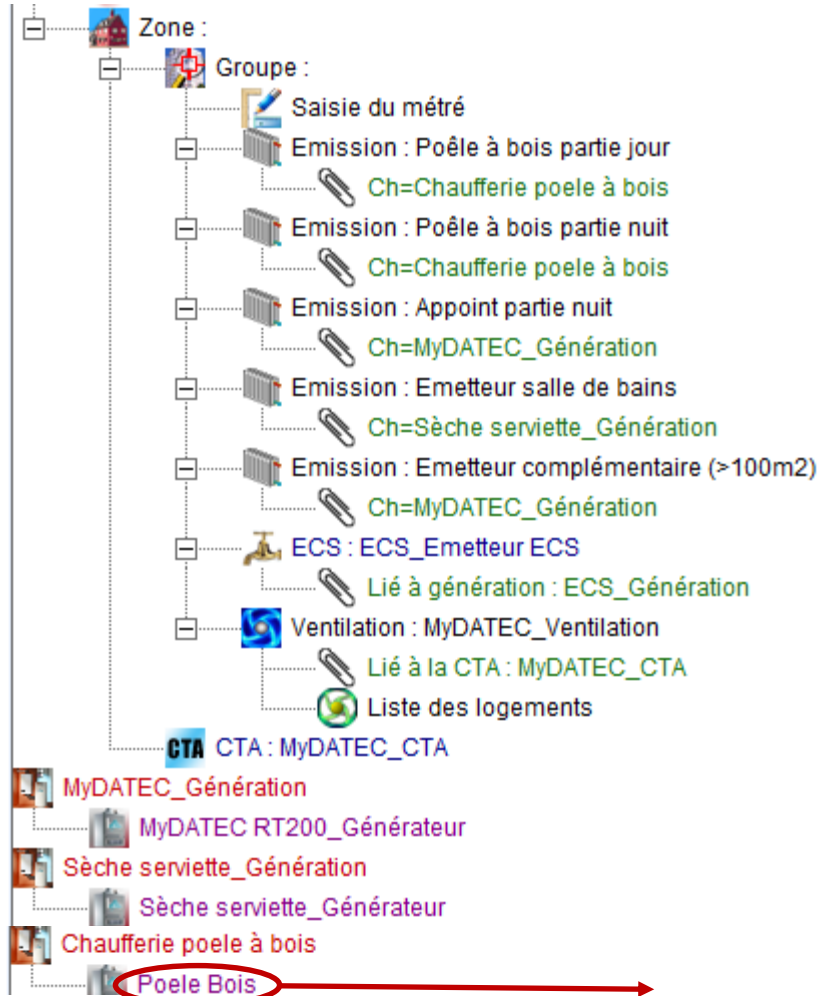 Zone :
Groupe :
Saisie du métré
Emission : Poêle à bois partie jour
Ch=Chaufferie poele à bois
Emission : Poêle à bois partie nuit
Ch=Chaufferie poele à bois
Emission : Appoint partie nuit
Ch=MyDATEC_Génération
Emission : Emetteur salle de bains
Ch=Sèche serviette_Génération
Emission : Emetteur complémentaire (>100m2)
Ch=MyDATEC_Génération
ECS : ECS_Emetteur ECS
Lié à génération : ECS_Génération
Ventilation : MyDATEC_Ventilation
Lié à la CTA : MyDATEC_CTA
Liste des logements
CTA CTA : MyDATEC_CTA
MyDATEC_Génération
MyDATEC RT200_Générateur
Sèche serviette_Génération
Sèche serviette_Générateur
Chaufferie poele à bois
Poele Bois